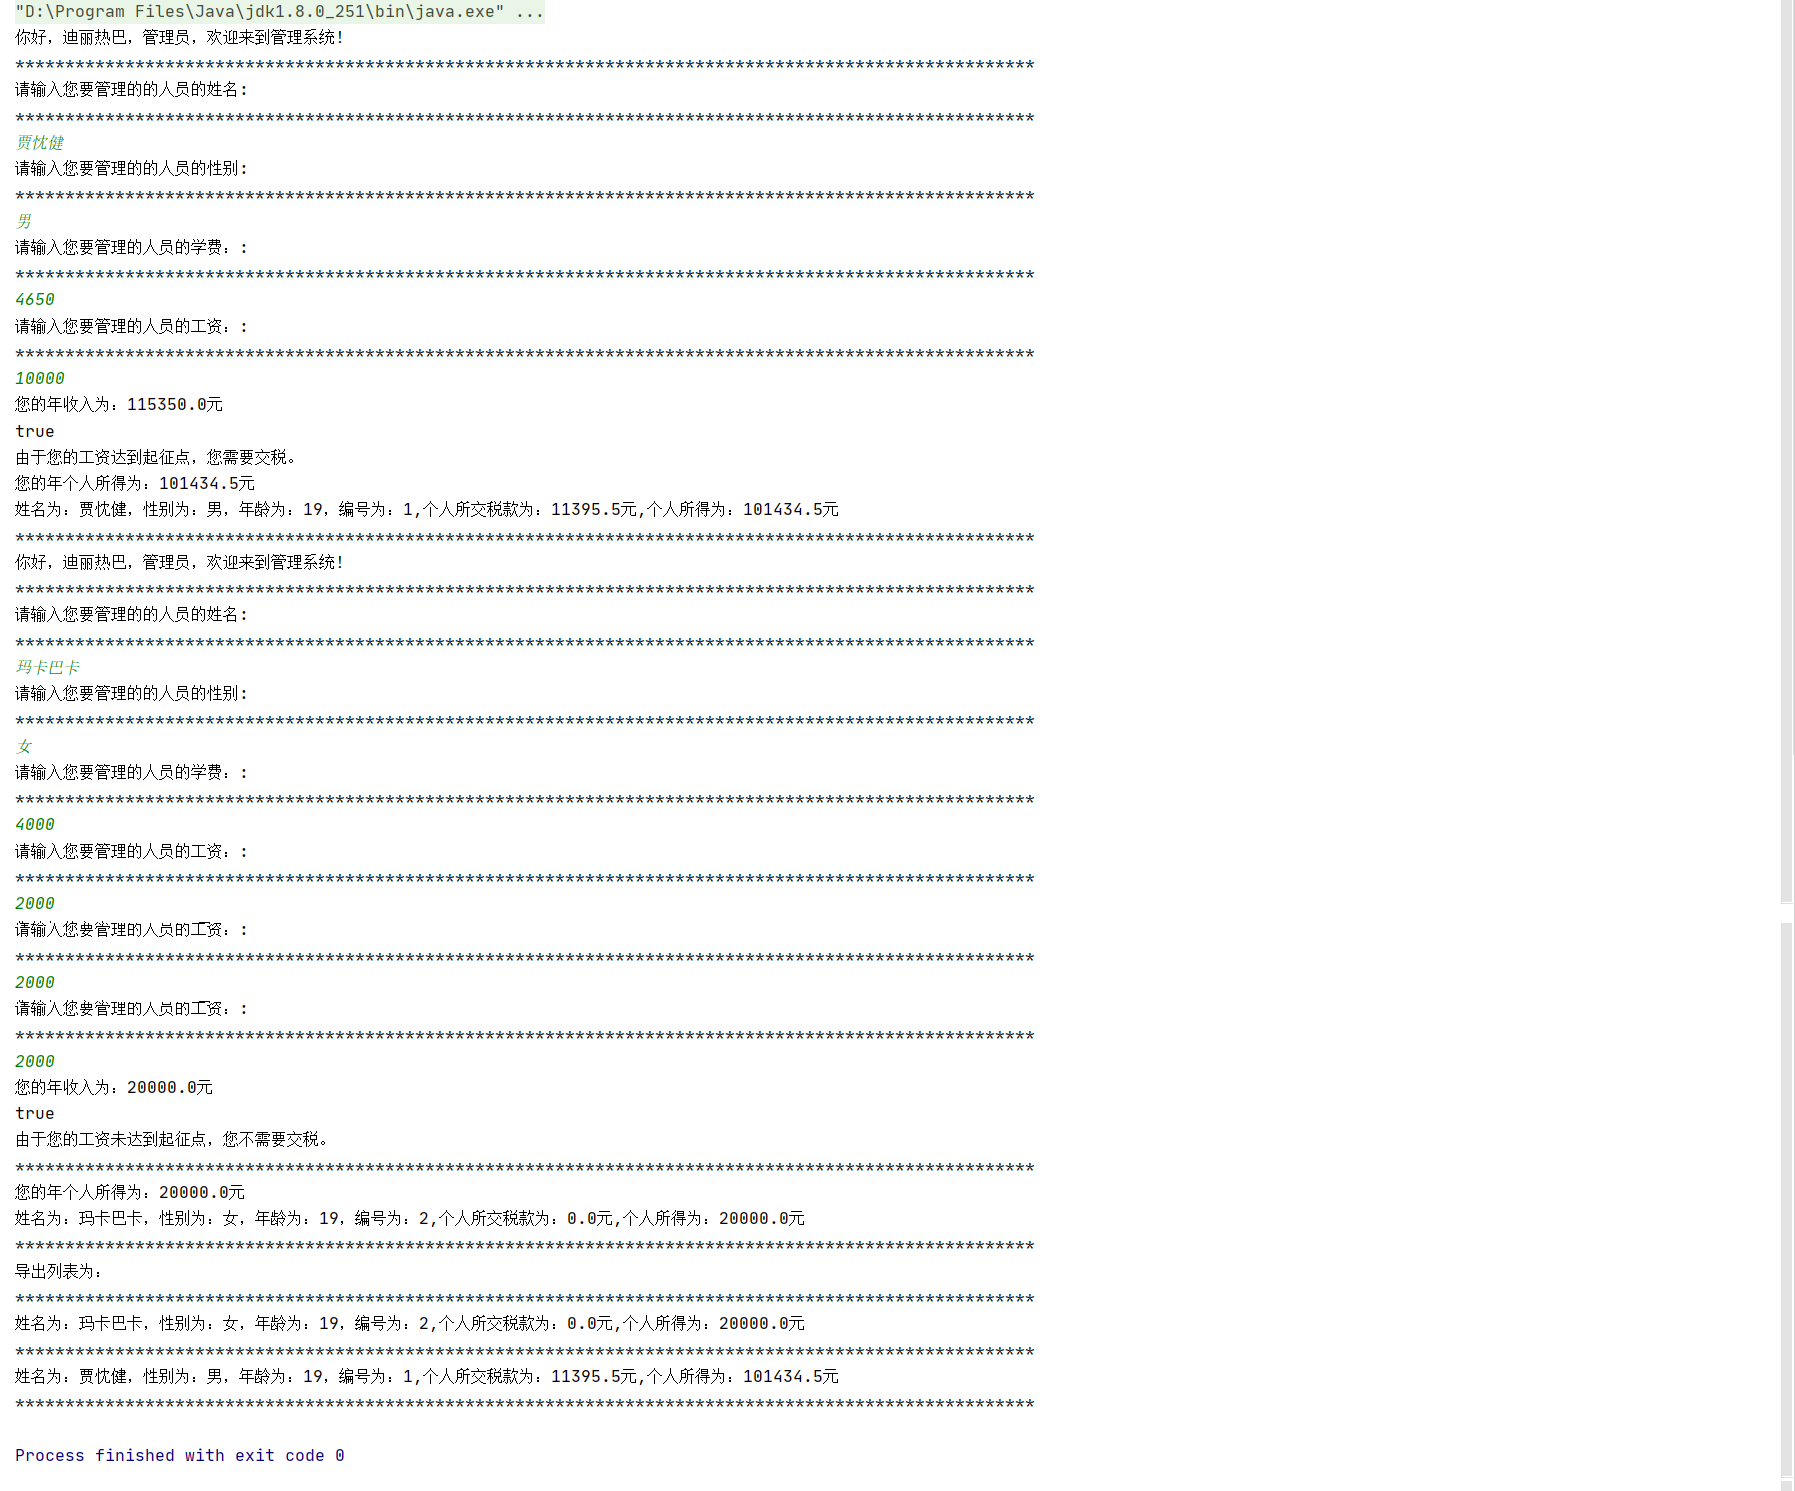 "D:\Program Files\Java\jdk1.8.0_251\bin\java.exe" ...
你好，迪丽热巴，管理员，欢迎来到管理系统！
******************************************************************************************************
请输入您要管理的的人员的姓名:
******************************************************************************************************
贾忱健
请输入您要管理的的人员的性别:
******************************************************************************************************
男
请输入您要管理的人员的学费：:
******************************************************************************************************
4650
请输入您要管理的人员的工资：:
******************************************************************************************************
10000
您的年收入为：115350.0元
true
由于您的工资达到起征点，您需要交税。
您的年个人所得为：101434.5元
姓名为：贾忱健，性别为：男，年龄为：19，编号为：1,个人所交税款为：11395.5元,个人所得为：101434.5元
******************************************************************************************************
你好，迪丽热巴，管理员，欢迎来到管理系统！
******************************************************************************************************
请输入您要管理的的人员的姓名:
******************************************************************************************************
玛卡巴卡
请输入您要管理的的人员的性别:
******************************************************************************************************
女
请输入您要管理的人员的学费：:
******************************************************************************************************
4000
请输入您要管理的人员的工资：:
******************************************************************************************************
2000
请输入您要管理的人员的工资：:
******************************************************************************************************
2000
请输入您要管理的人员的工资：:
******************************************************************************************************
2000
您的年收入为：20000.0元
true
由于您的工资未达到起征点，您不需要交税。
******************************************************************************************************
您的年个人所得为：20000.0元
姓名为：玛卡巴卡，性别为：女，年龄为：19，编号为：2,个人所交税款为：0.0元,个人所得为：20000.0元
******************************************************************************************************
导出列表为：
******************************************************************************************************
姓名为：玛卡巴卡，性别为：女，年龄为：19，编号为：2,个人所交税款为：0.0元,个人所得为：20000.0元
******************************************************************************************************
姓名为：贾忱健，性别为：男，年龄为：19，编号为：1,个人所交税款为：11395.5元,个人所得为：101434.5元
******************************************************************************************************
Process finished with exit code 0